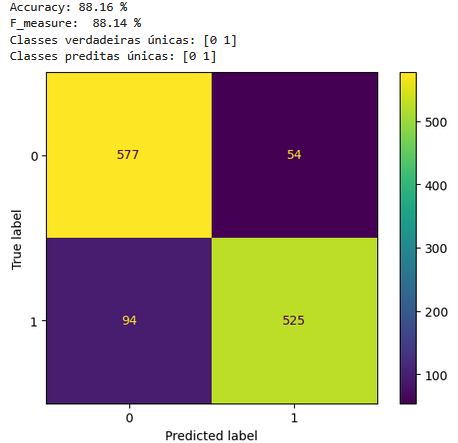 Accuracy: 88.16 %
F_measure:  88.14 %
Classes verdadeiras únicas: [0 1]
Classes preditas únicas: [0 1]
577 54
94 525
0
1
True label
0 1
Predicted label
500
400
300
200
100